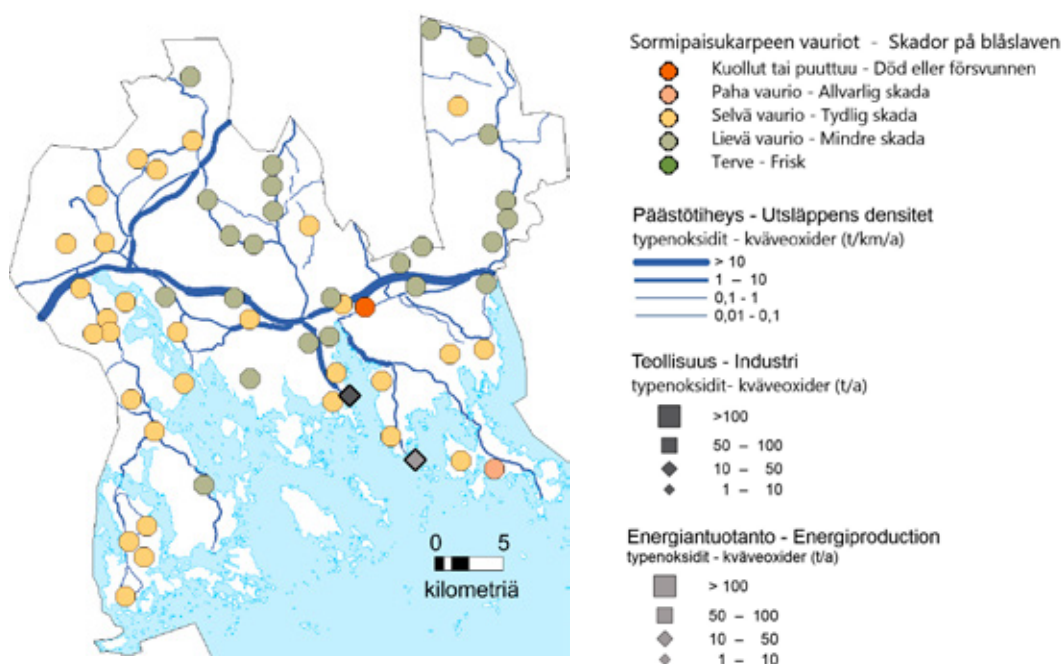 Sormipaisukarpeen vauriot - Skador på blåslaven
Kuollut tai puuttuu - Död eller försvunnen
Paha vaurio - Allvarlig skada
Selvä vaurio - Tydlig skada
Lievä vaurio - Mindre skada
Terve - Frisk
Päästötiheys - Utsläppens densitet
typenoksidit - kväveoxider (t/km/a)
> 10
1 – 10
0,1 - 1
0,01 - 0,1
Teollisuus - Industri
typenoksidit- kväveoxider (t/a)
>100
50 – 100
10 – 50
1 – 10
Energiantuotanto - Energiproduction
typenoksidit - kväveoxider (t/a)
> 100
50 – 100
10 – 50
1 – 10
0 5
kilometriä